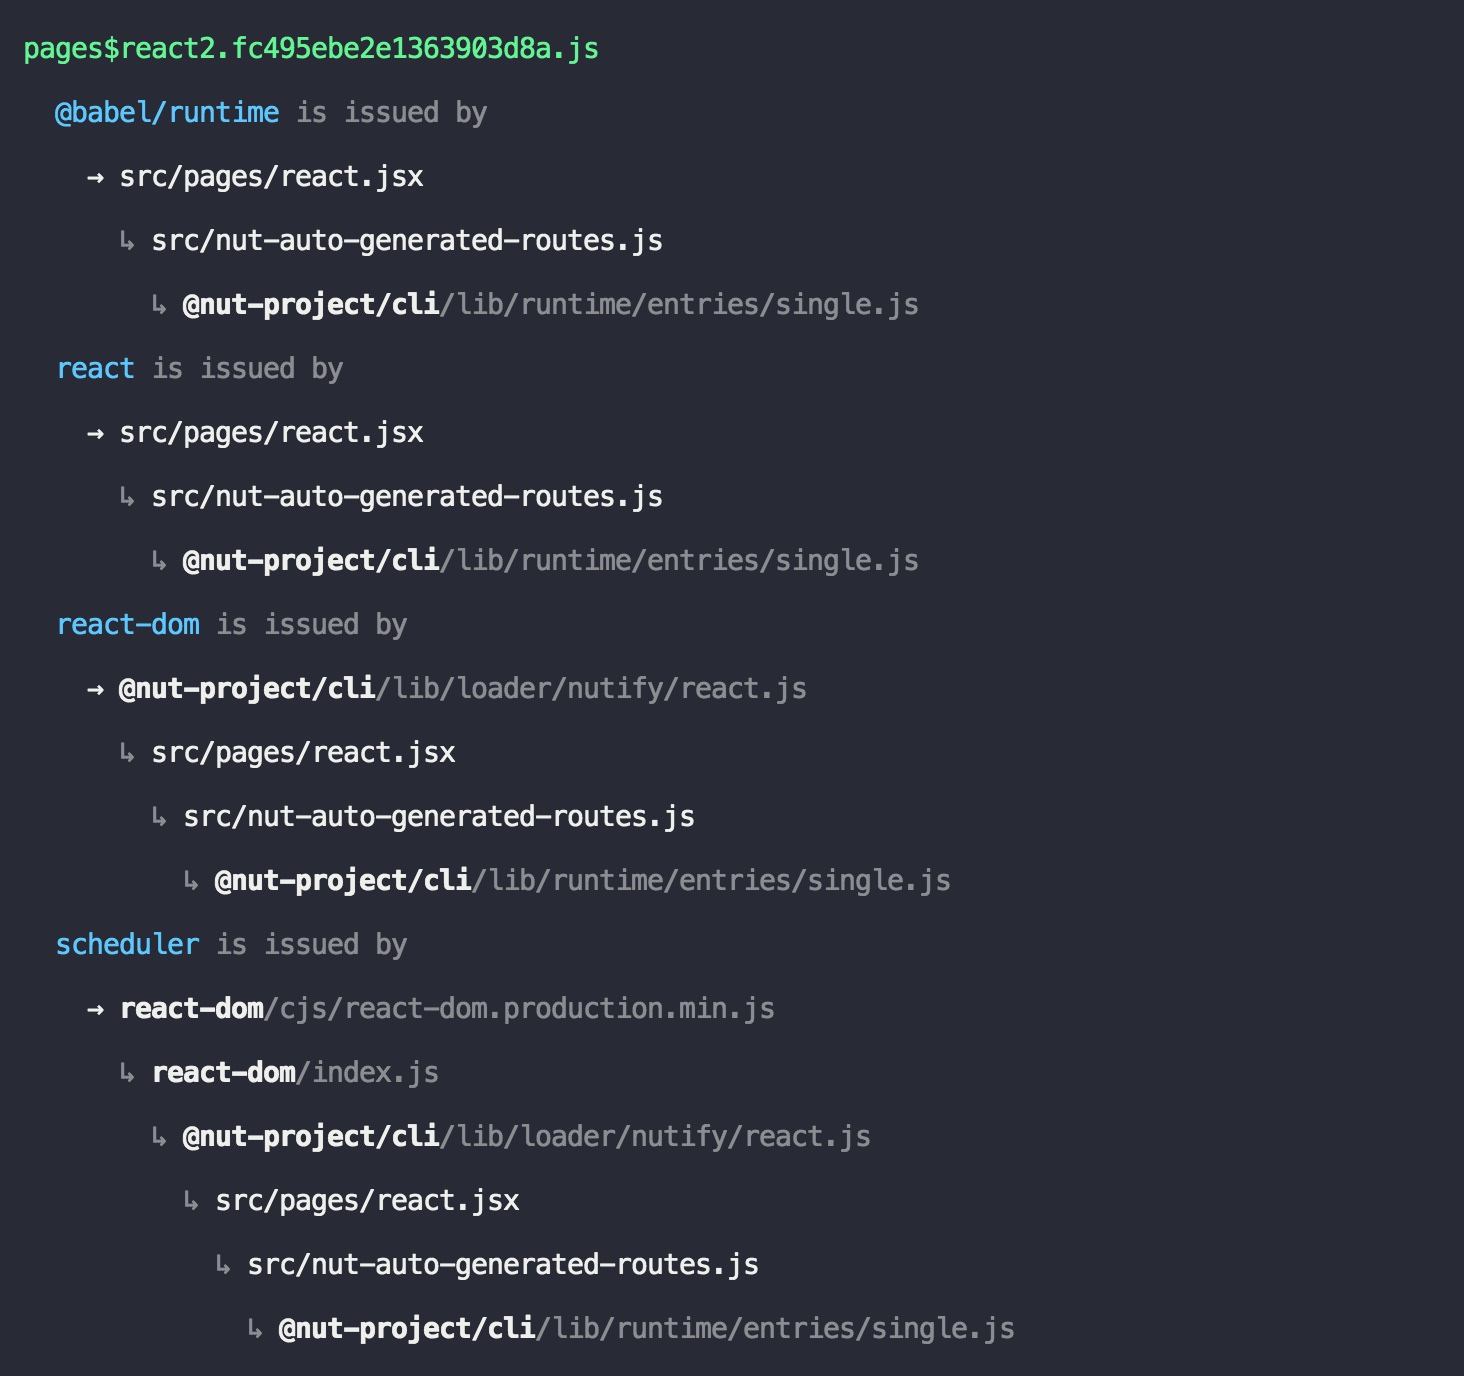 pages$react2.fc495ebe2e1363903d8a.js
@babel/runtime is issued by
→ src/pages/react.jsx
↳ src/nut-auto-generated-routes.js
↳ @nut-project/cli/lib/runtime/entries/single.js
react is issued by
→ src/pages/react.jsx
↳ src/nut-auto-generated-routes.js
↳ @nut-project/cli/lib/runtime/entries/single.js
react-dom is issued by
→ @nut-project/cli/lib/loader/nutify/react.js
↳ src/pages/react.jsx
↳ src/nut-auto-generated-routes.js
↳ @nut-project/cli/lib/runtime/entries/single.js
scheduler is issued by
→ react-dom/cjs/react-dom.production.min.js
↳ react-dom/index.js
↳ @nut-project/cli/lib/loader/nutify/react.js
↳ src/pages/react.jsx
↳ src/nut-auto-generated-routes.js
↳ @nut-project/cli/lib/runtime/entries/single.js